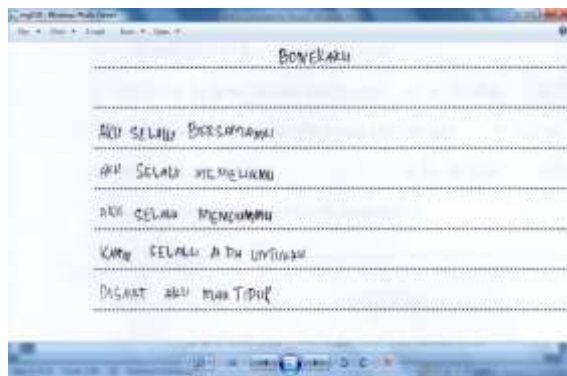 BONEKAKU
AKU SELALU BERSAMAMU
AKU SELALU MEMELUKMU
AKU SELALU MENCIUMMU
KAMU SELALU ADA UNTUKKU
DISAAT AKU MAU TIDUR